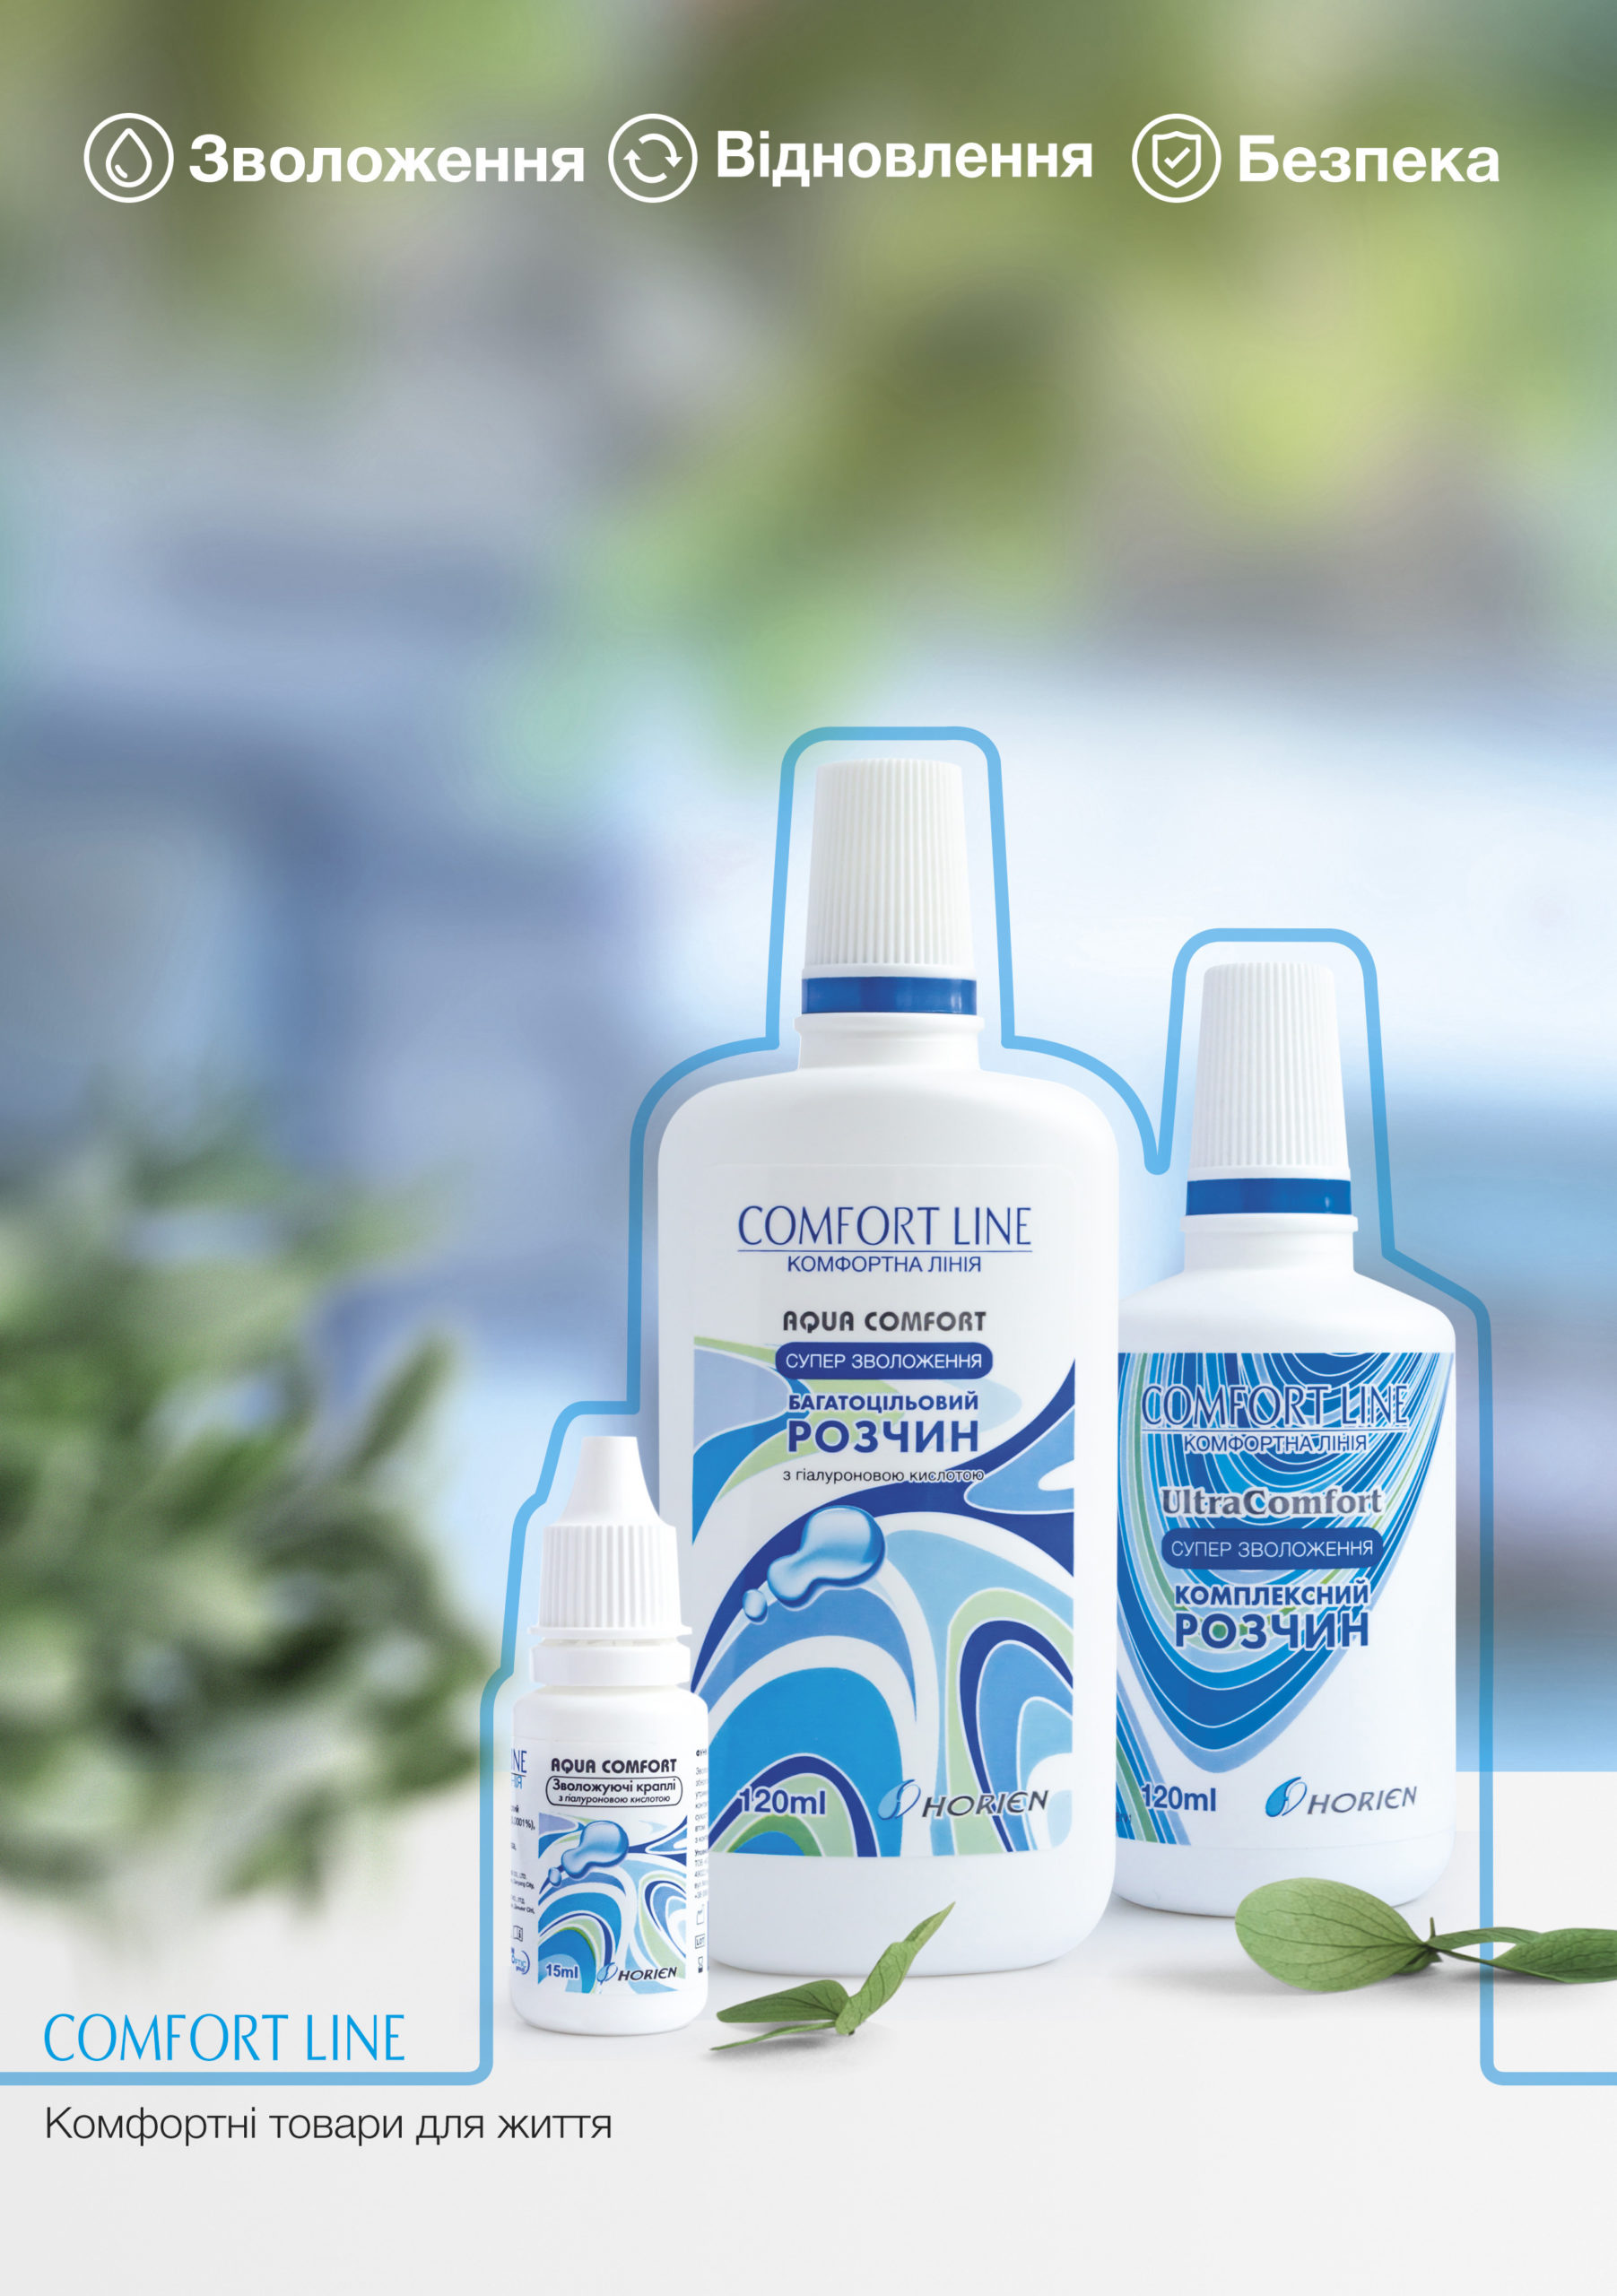 Зволоження
Відновлення
Безпека
COMFORT LINE
КОМФОРТНА ЛІНІЯ
AQUA COMFORT
СУПЕР ЗВОЛОЖЕННЯ
БАГАТОЦІЛЬОВИЙ
РОЗЧИН
з гіалуроновою кислотою
120ml
HORIEN
COMFORT LINE
КОМФОРТНА ЛІНІЯ
UltraComfort
СУПЕР ЗВОЛОЖЕННЯ
КОМПЛЕКСНИЙ
РОЗЧИН
120ml
HORIEN
AQUA COMFORT
Зволожуючі краплі
з гіалуроновою кислотою
15ml
HORIEN
COMFORT LINE
Комфортні товари для життя